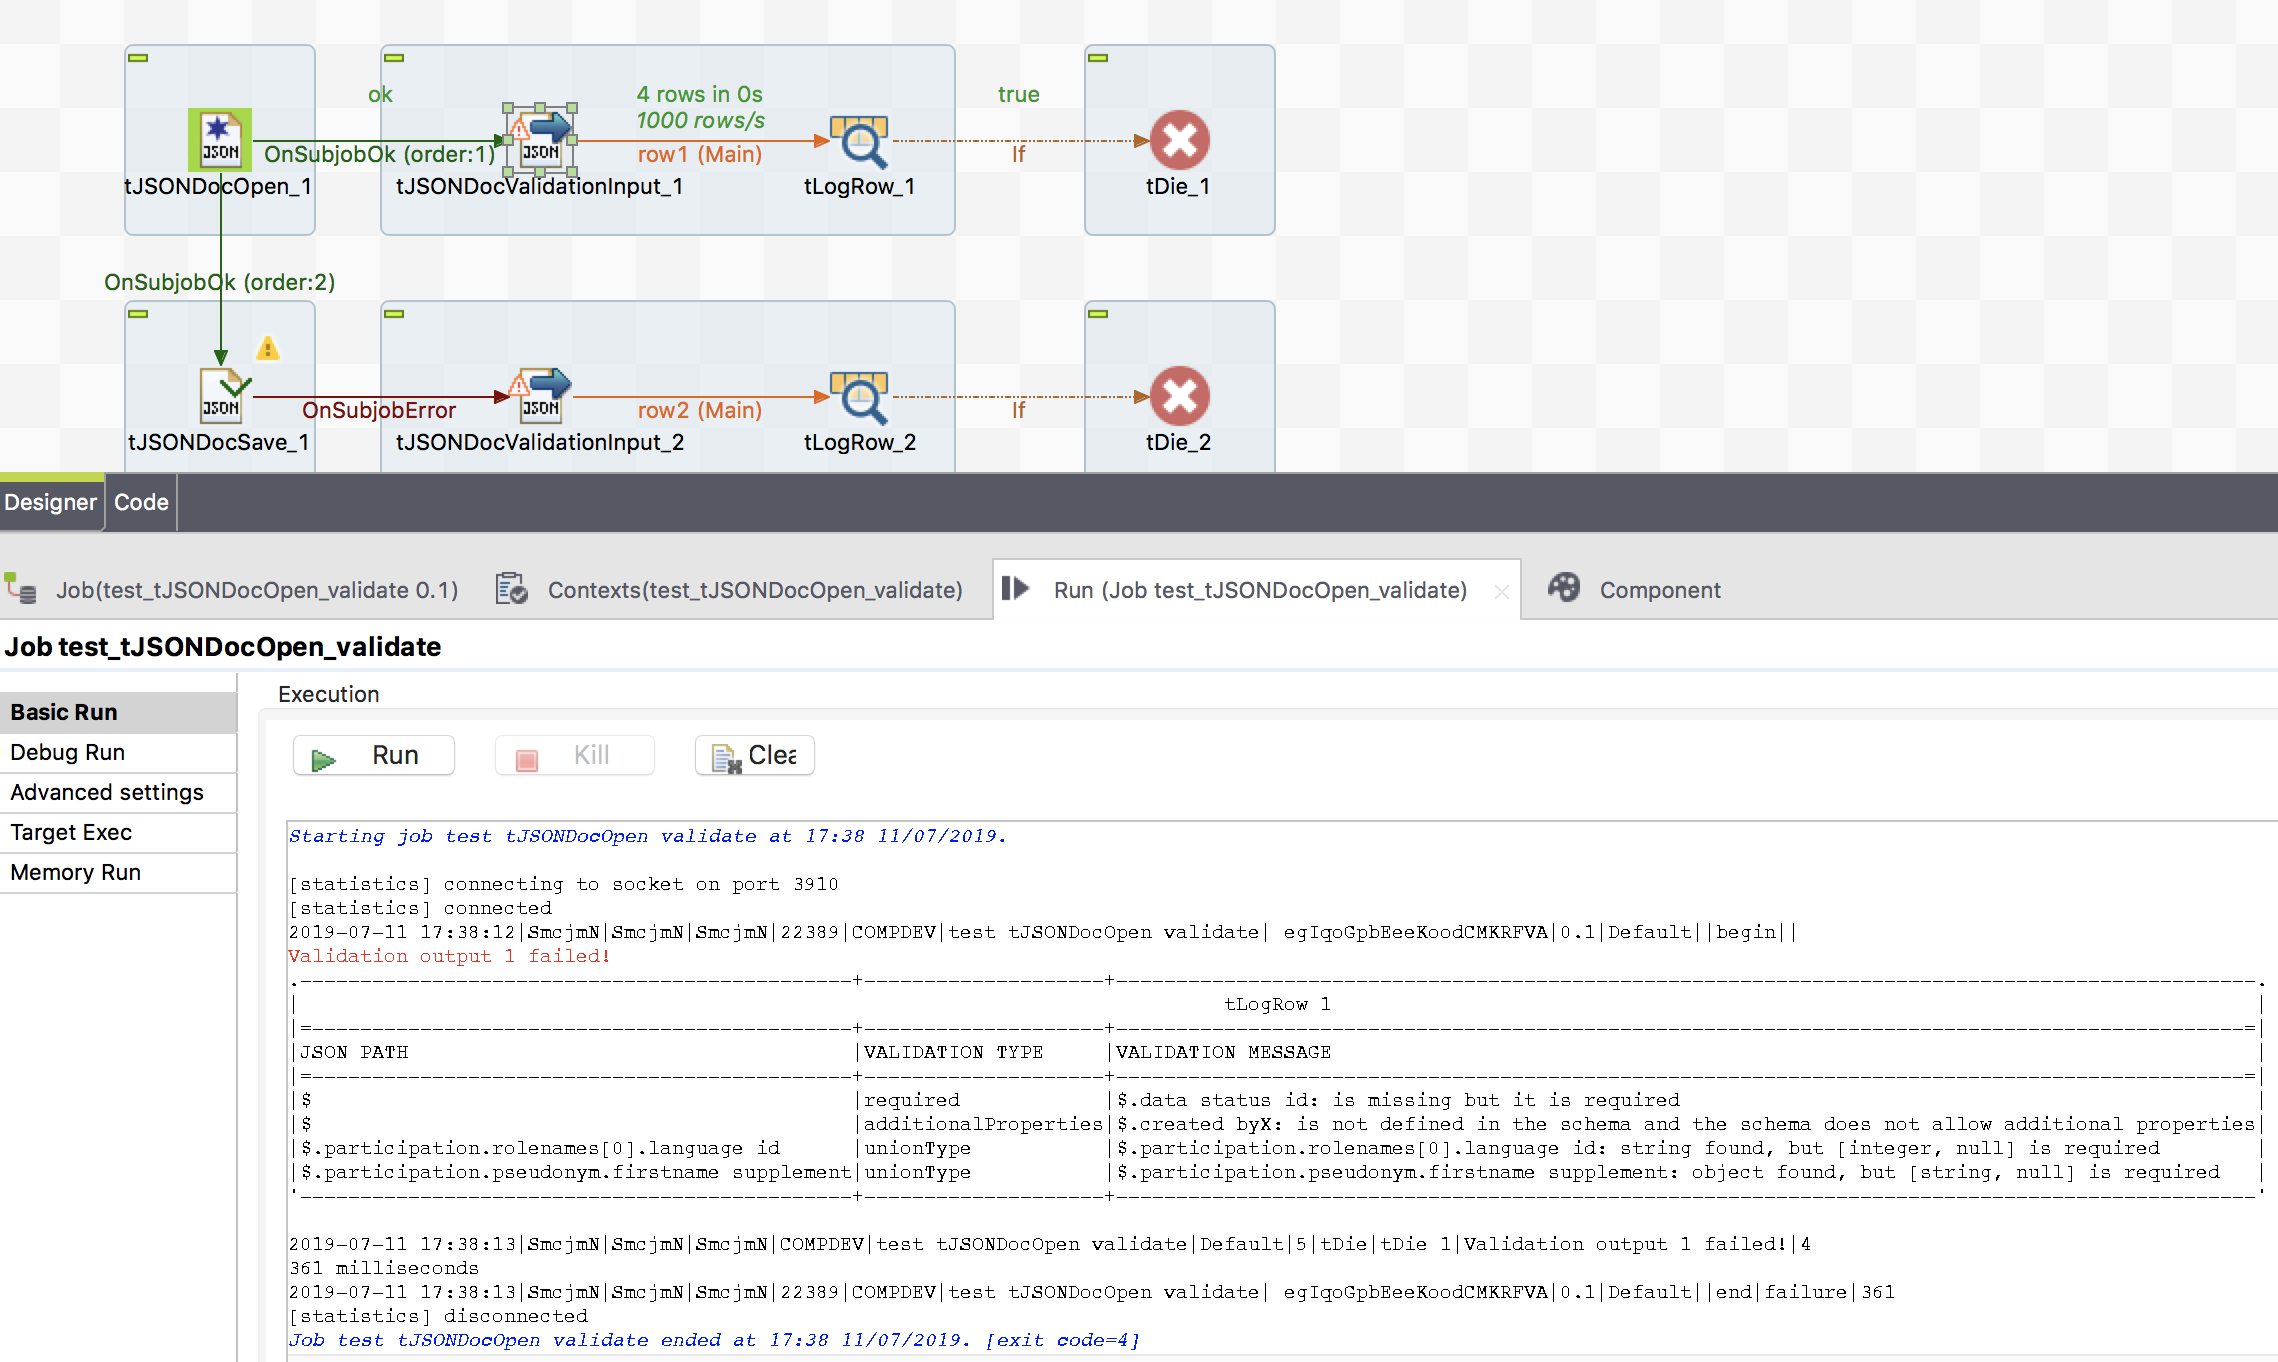 ok
4 rows in 0s
true
1000 rows/s
OnSubjobOk (order:1)
row1 (Main)
If
JSON
JSON
tJSONDocOpen_1
tJSONDocValidationInput_1
tLogRow_1
tDie_1
OnSubjobOk (order:2)
JSON
JSON
OnSubjobError
row2 (Main)
If
tJSONDocSave_1
tJSONDocValidationInput_2
tLogRow_2
tDie_2
Designer
Code
Job(test_tJSONDocOpen_validate 0.1)
Contexts(test_tJSONDocOpen_validate)
Run (Job test_tJSONDocOpen_validate)
Component
Job test_tJSONDocOpen_validate
Basic Run
Debug Run
Advanced settings
Target Exec
Memory Run
Execution
Run
Kill
Clea
Starting job test tJSONDocOpen validate at 17:38 11/07/2019.
[statistics] connecting to socket on port 3910
[statistics] connected
2019-07-11 17:38:12|SmcjmN|SmcjmN|SmcjmN|22389|COMPDEV|test tJSONDocOpen validate| egIqoGpbEeeKoodCMKRFVA|0.1|Default||begin||
Validation output 1 failed!
tLogRow 1
|JSON PATH |VALIDATION TYPE |VALIDATION MESSAGE |
|$ |required |$.data status id: is missing but it is required |
|$ |additionalProperties|$.created byX: is not defined in the schema and the schema does not allow additional properties|
|$.participation.rolenames[0].language id |unionType |$.participation.rolenames[0].language id: string found, but [integer, null] is required |
|$.participation.pseudonym.firstname supplement|unionType |$.participation.pseudonym.firstname supplement: object found, but [string, null] is required |
2019-07-11 17:38:13|SmcjmN|SmcjmN|SmcjmN|COMPDEV|test tJSONDocOpen validate|Default|5|tDie|tDie 1|Validation output 1 failed!|4
361 milliseconds
2019-07-11 17:38:13|SmcjmN|SmcjmN|SmcjmN|22389|COMPDEV|test tJSONDocOpen validate| egIqoGpbEeeKoodCMKRFVA|0.1|Default||end|failure|361
[statistics] disconnected
Job test tJSONDocOpen validate ended at 17:38 11/07/2019. [exit code=4]